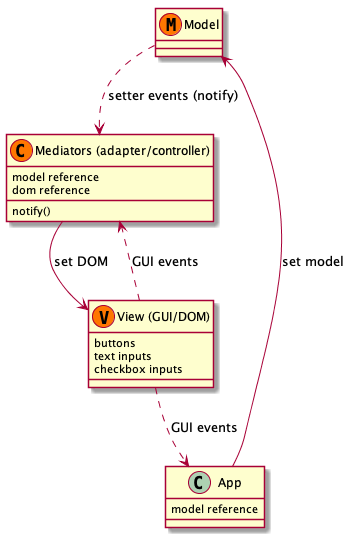 M Model
setter events (notify)
C Mediators (adapter/controller)
model reference
dom reference
notify()
set DOM
GUI events
set model
V View (GUI/DOM)
buttons
text inputs
checkbox inputs
GUI events
C App
model reference